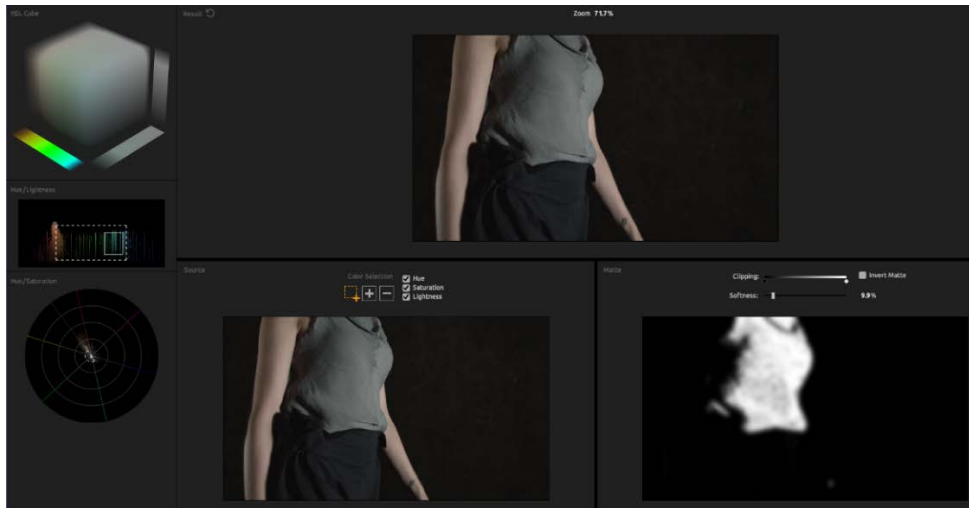 HSL Cube
Result
Zoom 71.7%
Hue/Lightness
Hue/Saturation
Source
Color Selection
Hue
Saturation
Lightness
Matte
Clipping:
Invert Matte
Softness:
9.9%